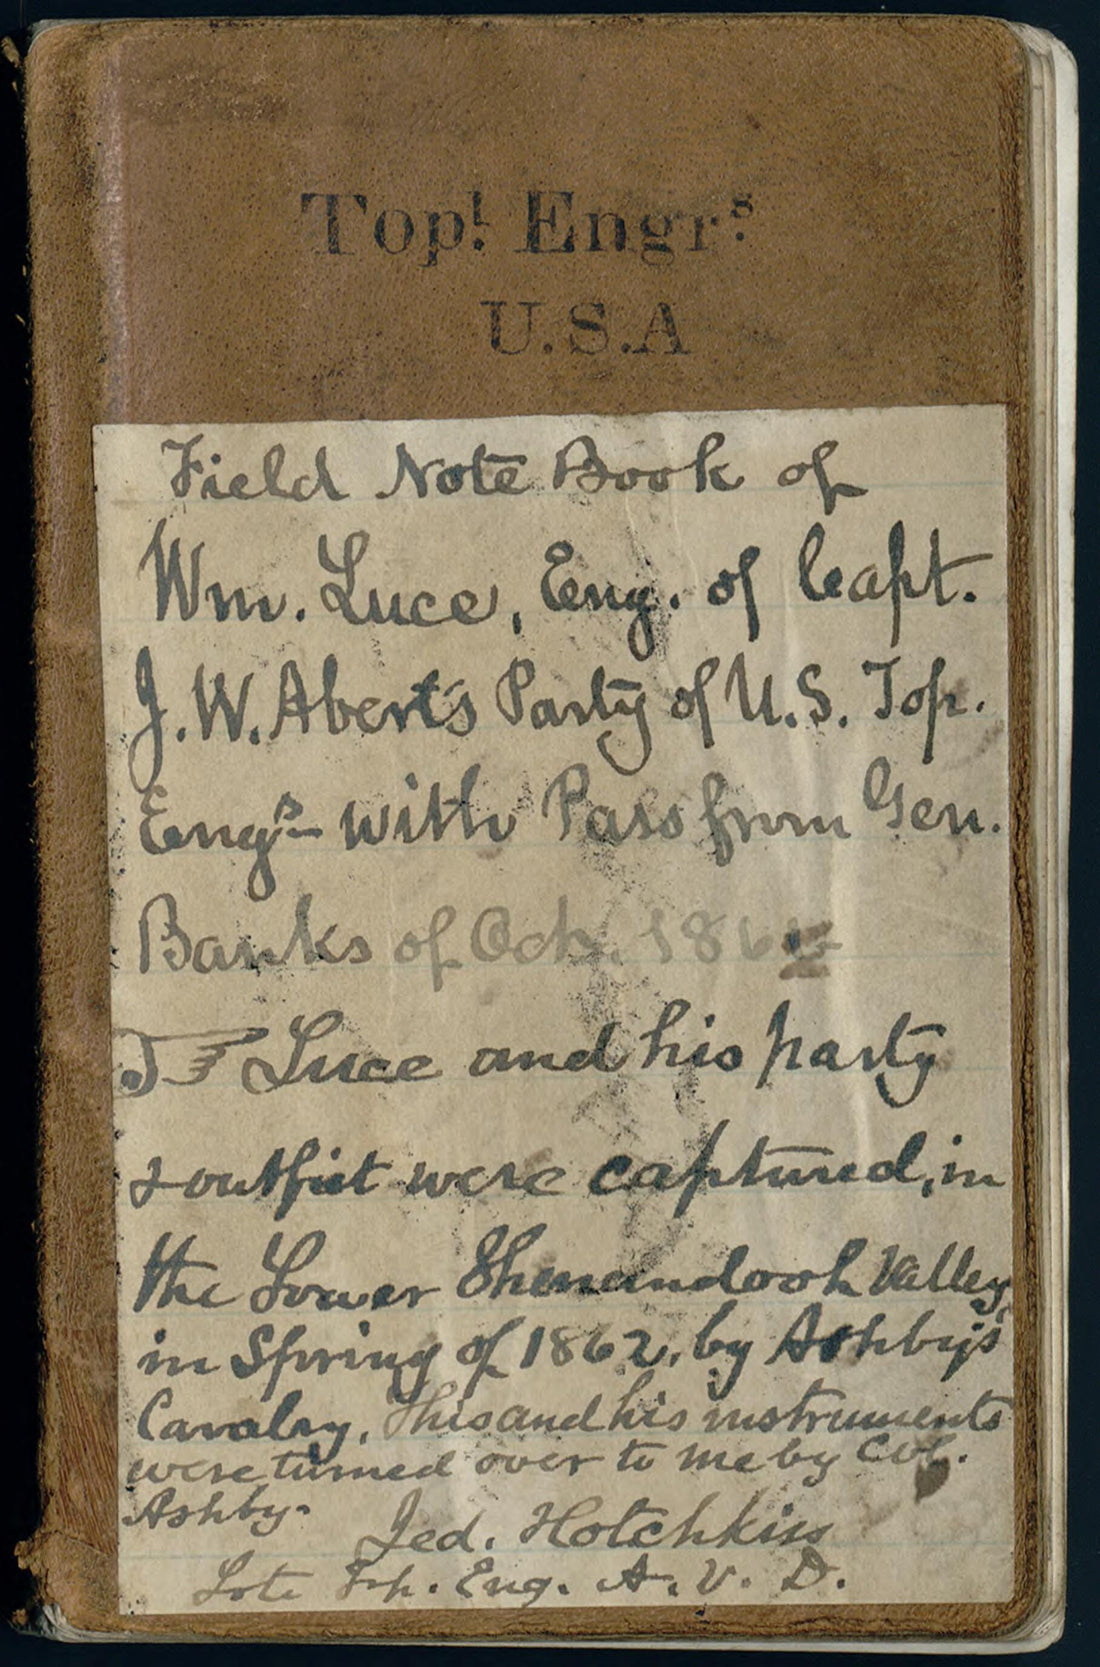 Top! Engr.s
U.S.A
Field Note Book of
Wm. Luce, Eng. of Capt.
J. W. Abert's Party of U.S. Top.
Engrs – with Pass from Gen.
Banks of Oct. 186
☞ Luce and his party
& outfit were captured, in
the Lower Shenandoah Valley,
in Spring of 1862, by Ashby's
Cavalry. This and his instruments
were turned over to me by Col.
Ashby.
Jed. Hotchkiss
Late Top. Eng. A. V. D.